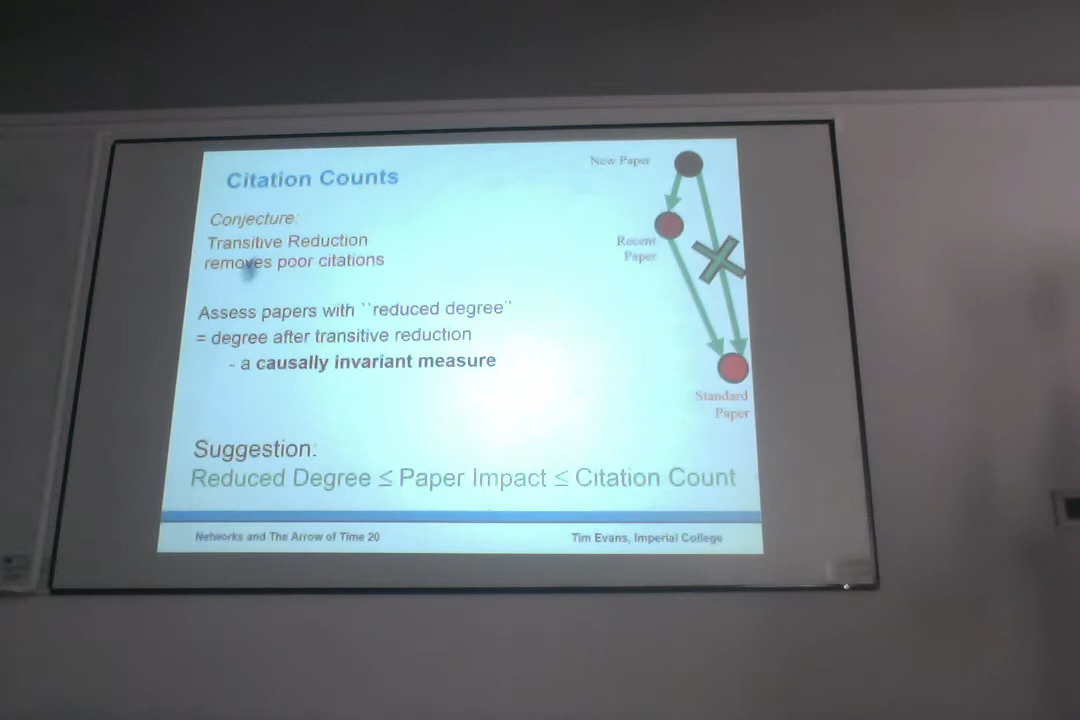 Citation Counts
New Paper
Conjecture:
Transitive Reduction
removes poor citations
Recent
Paper
Assess papers with ``reduced degree''
= degree after transitive reduction
- a causally invariant measure
Standard
Paper
Suggestion:
Reduced Degree ≤ Paper Impact ≤ Citation Count
Networks and The Arrow of Time 20
Tim Evans, Imperial College